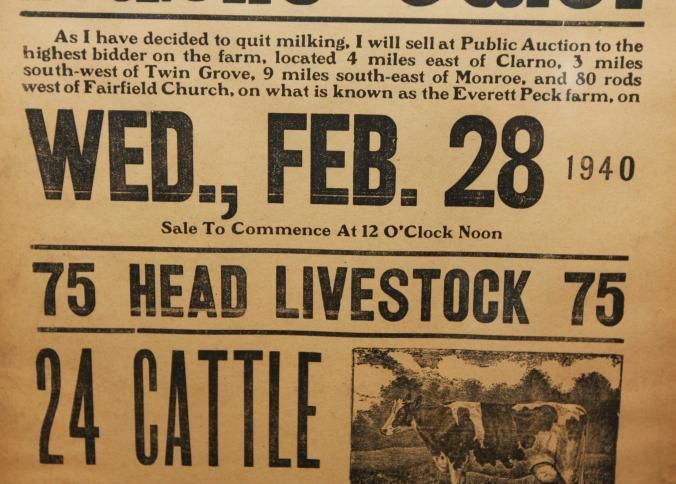 As I have decided to quit milking, I will sell at Public Auction to the
highest bidder on the farm, located 4 miles east of Clarno, 3 miles
south-west of Twin Grove, 9 miles south-east of Monroe, and 80 rods
west of Fairfield Church, on what is known as the Everett Peck farm, on
WED., FEB. 28 1940
Sale To Commence At 12 O'Clock Noon
75 HEAD LIVESTOCK 75
24 CATTLE